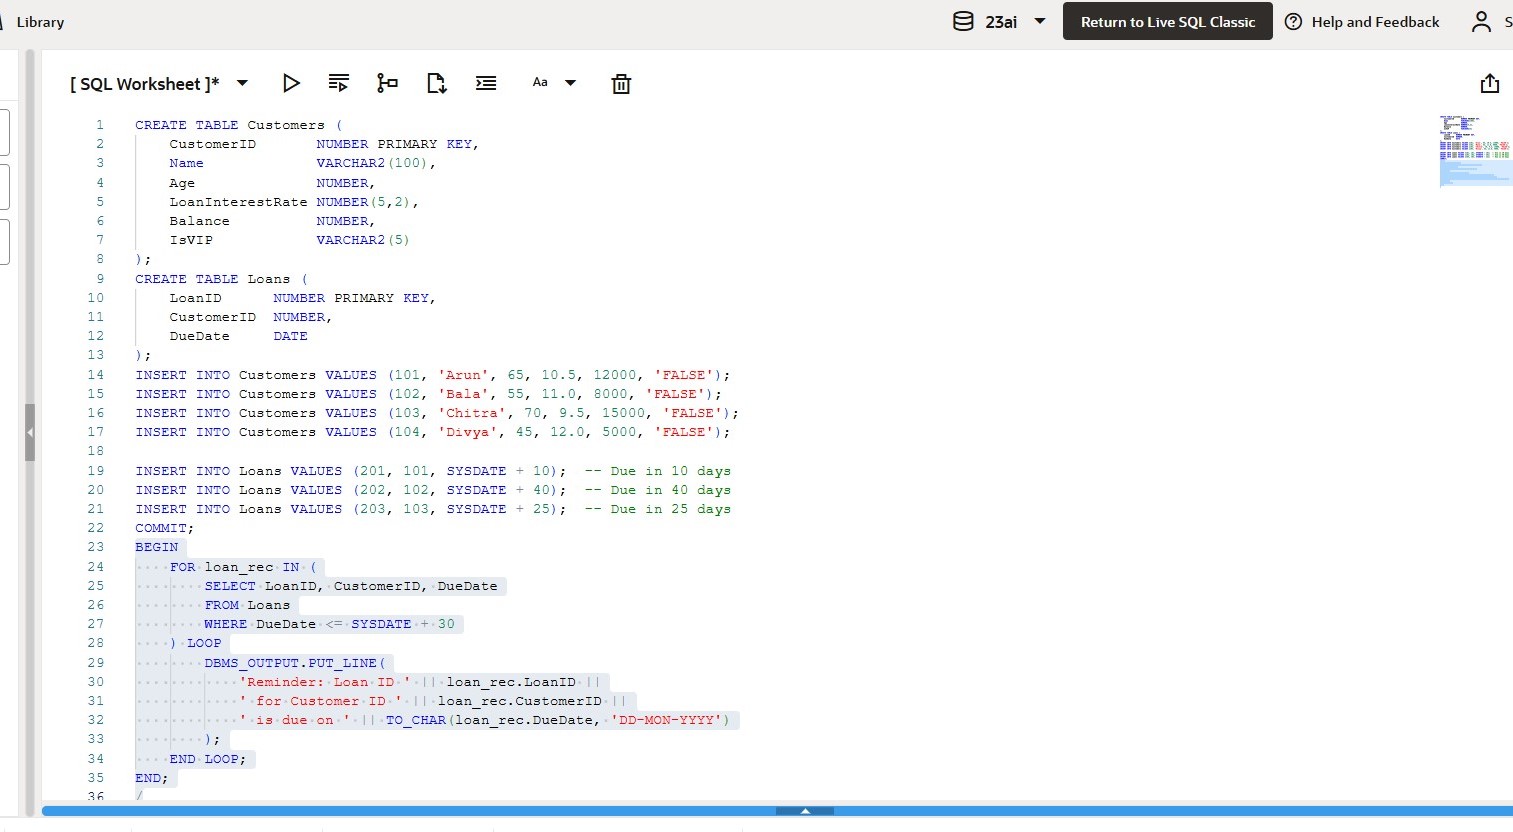 Library
23ai
Return to Live SQL Classic
Help and Feedback
S
[ SQL Worksheet ]*
Aa
1 CREATE TABLE Customers (
2 CustomerID NUMBER PRIMARY KEY,
3 Name VARCHAR2(100),
4 Age NUMBER,
5 LoanInterestRate NUMBER(5,2),
6 Balance NUMBER,
7 IsVIP VARCHAR2(5)
8 );
9 CREATE TABLE Loans (
10 LoanID NUMBER PRIMARY KEY,
11 CustomerID NUMBER,
12 DueDate DATE
13 );
14 INSERT INTO Customers VALUES (101, 'Arun', 65, 10.5, 12000, 'FALSE');
15 INSERT INTO Customers VALUES (102, 'Bala', 55, 11.0, 8000, 'FALSE');
16 INSERT INTO Customers VALUES (103, 'Chitra', 70, 9.5, 15000, 'FALSE');
17 INSERT INTO Customers VALUES (104, 'Divya', 45, 12.0, 5000, 'FALSE');
18
19 INSERT INTO Loans VALUES (201, 101, SYSDATE + 10); -- Due in 10 days
20 INSERT INTO Loans VALUES (202, 102, SYSDATE + 40); -- Due in 40 days
21 INSERT INTO Loans VALUES (203, 103, SYSDATE + 25); -- Due in 25 days
22 COMMIT;
23 BEGIN
24 FOR loan_rec IN (
25 SELECT LoanID, CustomerID, DueDate
26 FROM Loans
27 WHERE DueDate <= SYSDATE + 30
28 ) LOOP
29 DBMS_OUTPUT.PUT_LINE(
30 'Reminder: Loan ID ' || loan_rec.LoanID ||
31 ' for Customer ID ' || loan_rec.CustomerID ||
32 ' is due on ' || TO_CHAR(loan_rec.DueDate, 'DD-MON-YYYY')
33 );
34 END LOOP;
35 END;
36 /